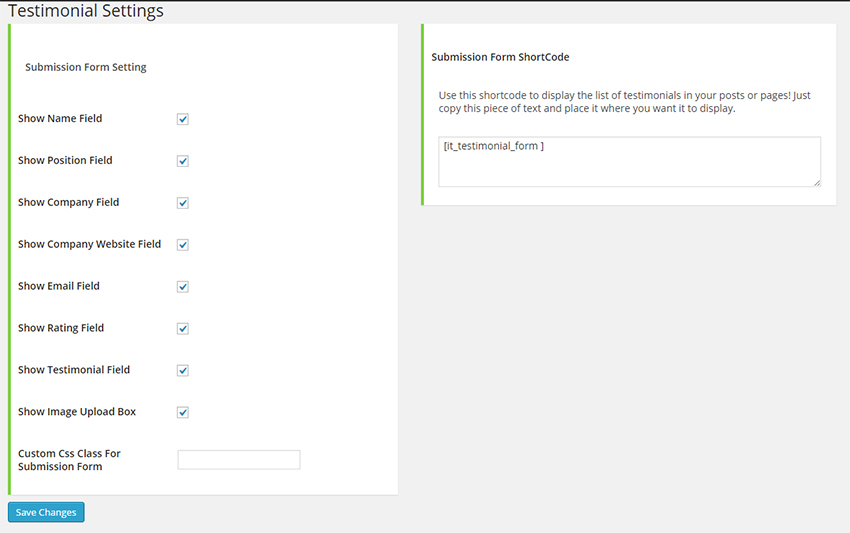 Testimonial Settings
Submission Form Setting
Show Name Field
Show Position Field
Show Company Field
Show Company Website Field
Show Email Field
Show Rating Field
Show Testimonial Field
Show Image Upload Box
Custom Css Class For
Submission Form
Save Changes
Submission Form ShortCode
Use this shortcode to display the list of testimonials in your posts or pages! Just
copy this piece of text and place it where you want it to display.
[it_testimonial_form ]